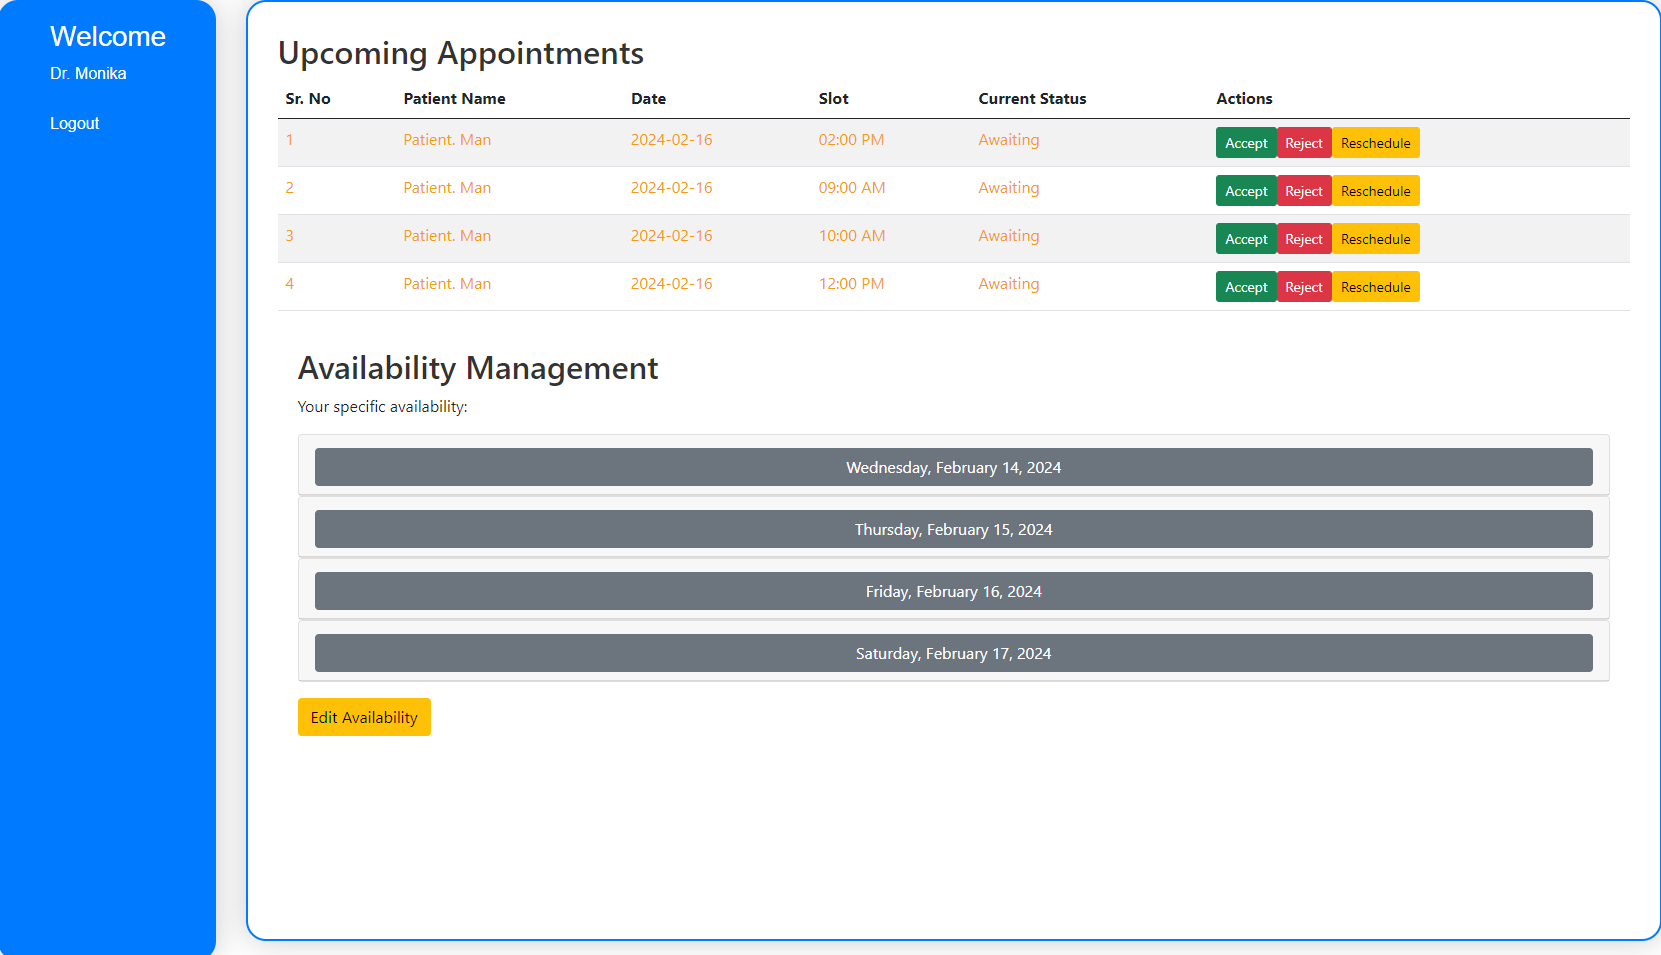 Welcome
Dr. Monika
Logout
Upcoming Appointments
Sr. No Patient Name Date Slot Current Status Actions
1 Patient. Man 2024-02-16 02:00 PM Awaiting Accept Reject Reschedule
2 Patient. Man 2024-02-16 09:00 AM Awaiting Accept Reject Reschedule
3 Patient. Man 2024-02-16 10:00 AM Awaiting Accept Reject Reschedule
4 Patient. Man 2024-02-16 12:00 PM Awaiting Accept Reject Reschedule
Availability Management
Your specific availability:
Wednesday, February 14, 2024
Thursday, February 15, 2024
Friday, February 16, 2024
Saturday, February 17, 2024
Edit Availability